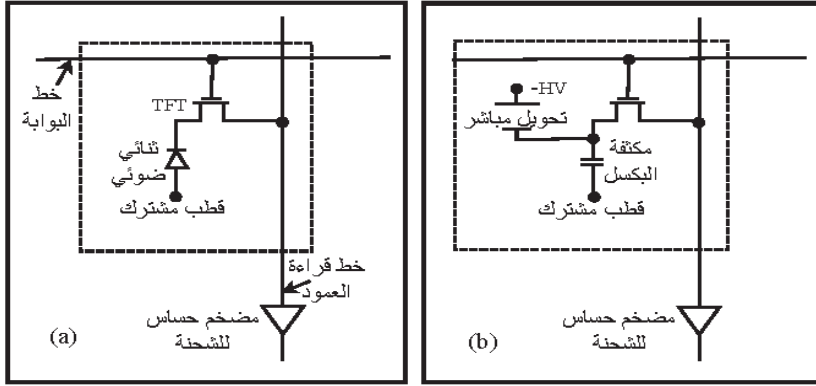 TFT
خط
البوابة
ثنائي
ضوئي
قطب مشترك
خط قراءة
العمود
مضخم حساس
للشحنة
(a)
-HV
تحويل مباشر
مكثفة
البكسل
قطب مشترك
مضخم حساس
للشحنة
(b)